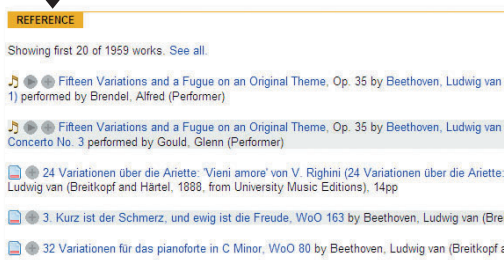 REFERENCE
Showing first 20 of 1959 works. See all.
Fifteen Variations and a Fugue on an Original Theme, Op. 35 by Beethoven, Ludwig van
1) performed by Brendel, Alfred (Performer)
Fifteen Variations and a Fugue on an Original Theme, Op. 35 by Beethoven, Ludwig van
Concerto No. 3 performed by Gould, Glenn (Performer)
24 Variationen über die Ariette: 'Vieni amore' von V. Righini (24 Variationen über die Ariette:
Ludwig van (Breitkopf and Härtel, 1888, from University Music Editions), 14pp
3. Kurz ist der Schmerz, und ewig ist die Freude, WoO 163 by Beethoven, Ludwig van (Brei
32 Variationen für das pianoforte in C Minor, WoO 80 by Beethoven, Ludwig van (Breitkopf a